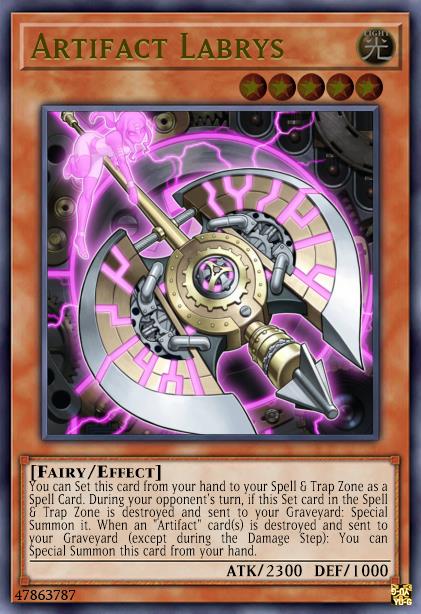 ARTIFACT LABRYS
LIGHT
光
[FAIRY/EFFECT]
You can Set this card from your hand to your Spell & Trap Zone as a
Spell Card. During your opponent's turn, if this Set card in the Spell
& Trap Zone is destroyed and sent to your Graveyard: Special
Summon it. When an "Artifact" card(s) is destroyed and sent to
your Graveyard (except during the Damage Step): You can
Special Summon this card from your hand.
ATK/2300 DEF/1000
47863787